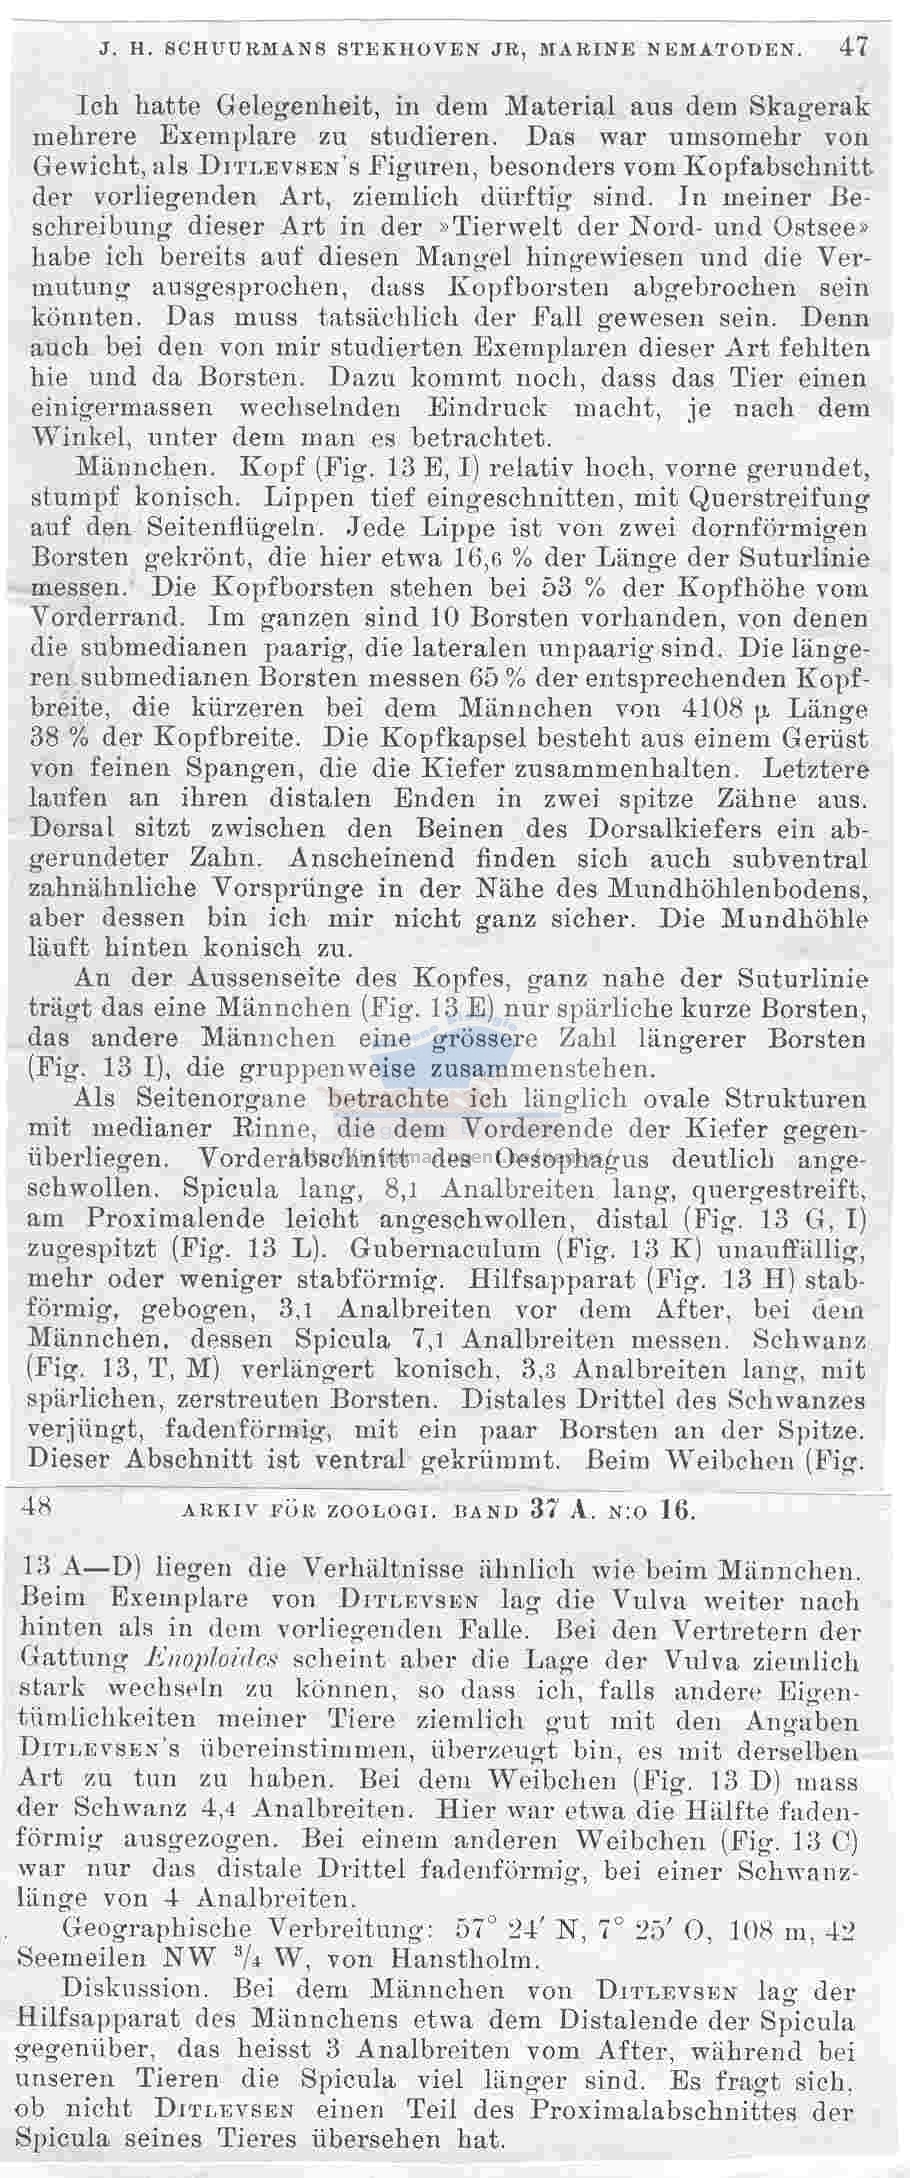 J. H. SCHUURMANS STEKHOVEN JR, MARINE NEMATODEN. 47
Ich hatte Gelegenheit, in dem Material aus dem Skagerak
mehrere Exemplare zu studieren. Das war umsomehr von
Gewicht, als DITLEVSEN's Figuren, besonders vom Kopfabschnitt
der vorliegenden Art, ziemlich dürftig sind. In meiner Be-
schreibung dieser Art in der »Tierwelt der Nord- und Ostsee»
habe ich bereits auf diesen Mangel hingewiesen und die Ver-
mutung ausgesprochen, dass Kopfborsten abgebrochen sein
könnten. Das muss tatsächlich der Fall gewesen sein. Denn
auch bei den von mir studierten Exemplaren dieser Art fehlten
hie und da Borsten. Dazu kommt noch, dass das Tier einen
einigermassen wechselnden Eindruck macht, je nach dem
Winkel, unter dem man es betrachtet.
Männchen. Kopf (Fig. 13 E, I) relativ hoch, vorne gerundet,
stumpf konisch. Lippen tief eingeschnitten, mit Querstreifung
auf den Seitenflügeln. Jede Lippe ist von zwei dornförmigen
Borsten gekrönt, die hier etwa 16,6 % der Länge der Suturlinie
messen. Die Kopfborsten stehen bei 53 % der Kopfhöhe vom
Vorderrand. Im ganzen sind 10 Borsten vorhanden, von denen
die submedianen paarig, die lateralen unpaarig sind. Die länge-
ren submedianen Borsten messen 65 % der entsprechenden Kopf-
breite, die kürzeren bei dem Männchen von 4108 µ Länge
38 % der Kopfbreite. Die Kopfkapsel besteht aus einem Gerüst
von feinen Spangen, die die Kiefer zusammenhalten. Letztere
laufen an ihren distalen Enden in zwei spitze Zähne aus.
Dorsal sitzt zwischen den Beinen des Dorsalkiefers ein ab-
gerundeter Zahn. Anscheinend finden sich auch subventral
zahnähnliche Vorsprünge in der Nähe des Mundhöhlenbodens,
aber dessen bin ich mir nicht ganz sicher. Die Mundhöhle
läuft hinten konisch zu.
An der Aussenseite des Kopfes, ganz nahe der Suturlinie
trägt das eine Männchen (Fig. 13 E) nur spärliche kurze Borsten,
das andere Männchen eine grössere Zahl längerer Borsten
(Fig. 13 I), die gruppenweise zusammenstehen.
Als Seitenorgane betrachte ich länglich ovale Strukturen
mit medianer Rinne, die dem Vorderende der Kiefer gegen-
überliegen. Vorderabschnitt des Oesophagus deutlich ange-
schwollen. Spicula lang, 8,1 Analbreiten lang, quergestreift,
am Proximalende leicht angeschwollen, distal (Fig. 13 G, I)
zugespitzt (Fig. 13 L). Gubernaculum (Fig. 13 K) unauffällig,
mehr oder weniger stabförmig. Hilfsapparat (Fig. 13 H) stab-
förmig, gebogen, 3,1 Analbreiten vor dem After, bei dem
Männchen, dessen Spicula 7,1 Analbreiten messen. Schwanz
(Fig. 13, T, M) verlängert konisch, 3,3 Analbreiten lang, mit
spärlichen, zerstreuten Borsten. Distales Drittel des Schwanzes
verjüngt, fadenförmig, mit ein paar Borsten an der Spitze.
Dieser Abschnitt ist ventral gekrümmt. Beim Weibchen (Fig.
48 ARKIV FÖR ZOOLOGI. BAND 37 A. N:O 16.
13 A—D) liegen die Verhältnisse ähnlich wie beim Männchen.
Beim Exemplare von DITLEVSEN lag die Vulva weiter nach
hinten als in dem vorliegenden Falle. Bei den Vertretern der
Gattung Enoploides scheint aber die Lage der Vulva ziemlich
stark wechseln zu können, so dass ich, falls andere Eigen-
tümlichkeiten meiner Tiere ziemlich gut mit den Angaben
DITLEVSEN's übereinstimmen, überzeugt bin, es mit derselben
Art zu tun zu haben. Bei dem Weibchen (Fig. 13 D) mass
der Schwanz 4,4 Analbreiten. Hier war etwa die Hälfte faden-
förmig ausgezogen. Bei einem anderen Weibchen (Fig. 13 C)
war nur das distale Drittel fadenförmig, bei einer Schwanz-
länge von 4 Analbreiten.
Geographische Verbreitung: 57° 24′ N, 7° 25′ O, 108 m, 42
Seemeilen NW 3/4 W, von Hanstholm.
Diskussion. Bei dem Männchen von DITLEVSEN lag der
Hilfsapparat des Männchens etwa dem Distalende der Spicula
gegenüber, das heisst 3 Analbreiten vom After, während bei
unseren Tieren die Spicula viel länger sind. Es fragt sich,
ob nicht DITLEVSEN einen Teil des Proximalabschnittes der
Spicula seines Tieres übersehen hat.